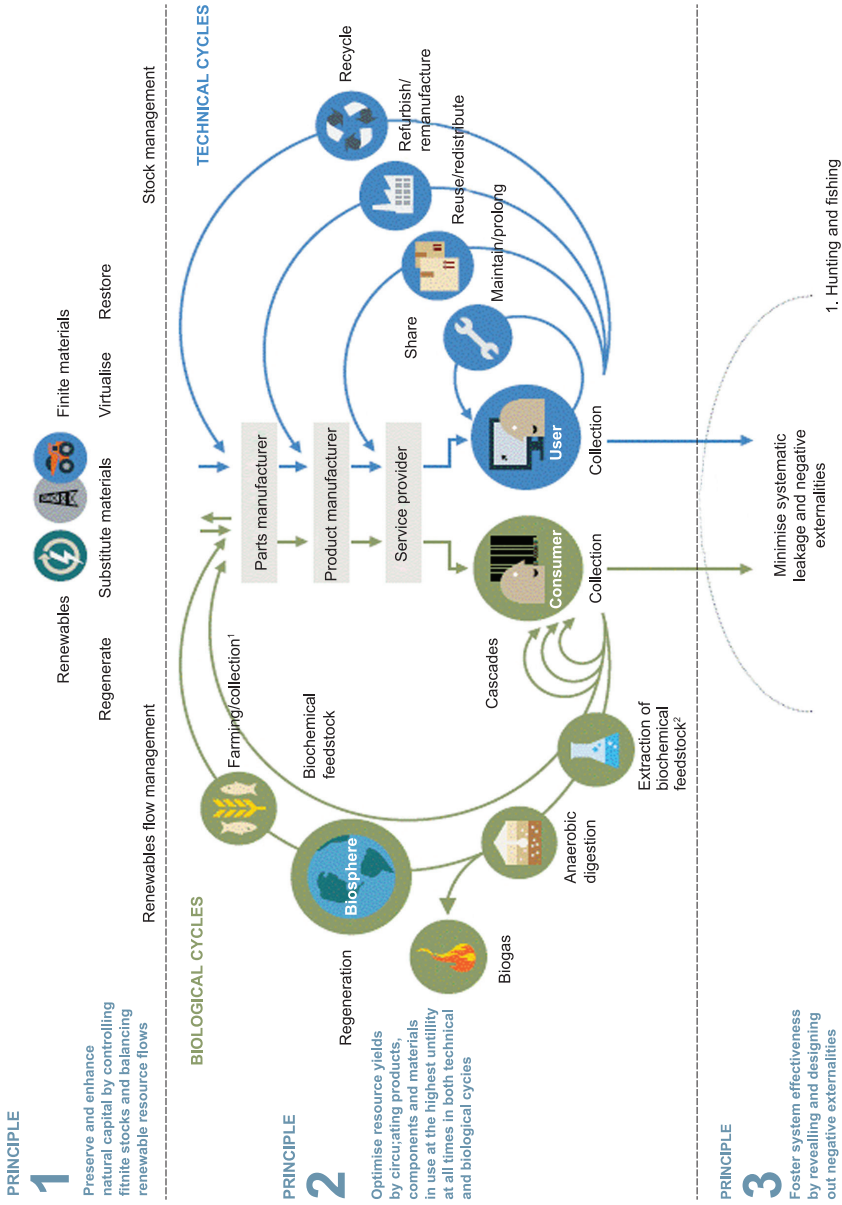 PRINCIPLE
1
Preserve and enhance
natural capital by controlling
fitnite stocks and balancing
renewable resource flows
Renewables
Finite materials
Regenerate
Substitute materials
Virtualise
Restore
Renewables flow management
Stock management
BIOLOGICAL CYCLES
TECHNICAL CYCLES
PRINCIPLE
2
Optimise resource yields
by circu;ating products,
components and materials
in use at the highest untillity
at all times in both technical
and biological cycies
Farming/collection1
Biochemical
feedstock
Regeneration
Biosphere
Biogas
Anaerobic
digestion
Extraction of
biochemical
feedstock2
Cascades
Parts manufacturer
Product manufacturer
Service provider
Consumer
User
Collection
Collection
Share
Maintain/prolong
Reuse/redistribute
Refurbish/
remanufacture
Recycle
PRINCIPLE
3
Foster system effectiveness
by revealling and designing
out negative externalities
Minimise systematic
leakage and negative
externalities
1. Hunting and fishing